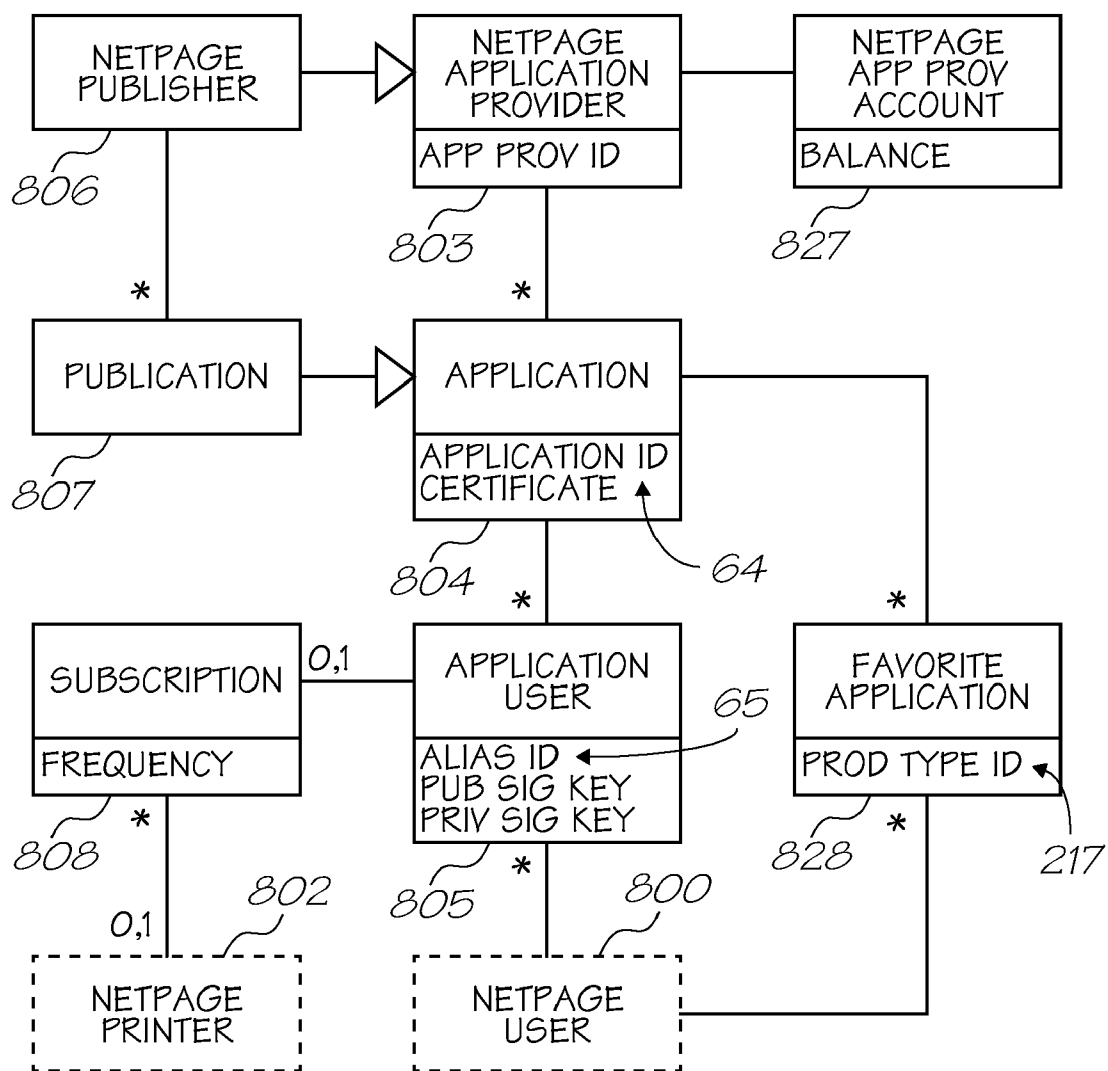 NETPAGE
PUBLISHER
NETPAGE
APPLICATION
PROVIDER
APP PROV ID
NETPAGE
APP PROV
ACCOUNT
BALANCE
806
803
827
*
*
PUBLICATION
APPLICATION
APPLICATION ID
CERTIFICATE
807
804
64
*
*
SUBSCRIPTION
FREQUENCY
0,1
APPLICATION
USER
ALIAS ID
PUB SIG KEY
PRIV SIG KEY
65
FAVORITE
APPLICATION
PROD TYPE ID
808
*
805
*
828
*
217
0,1
802
800
NETPAGE
PRINTER
NETPAGE
USER